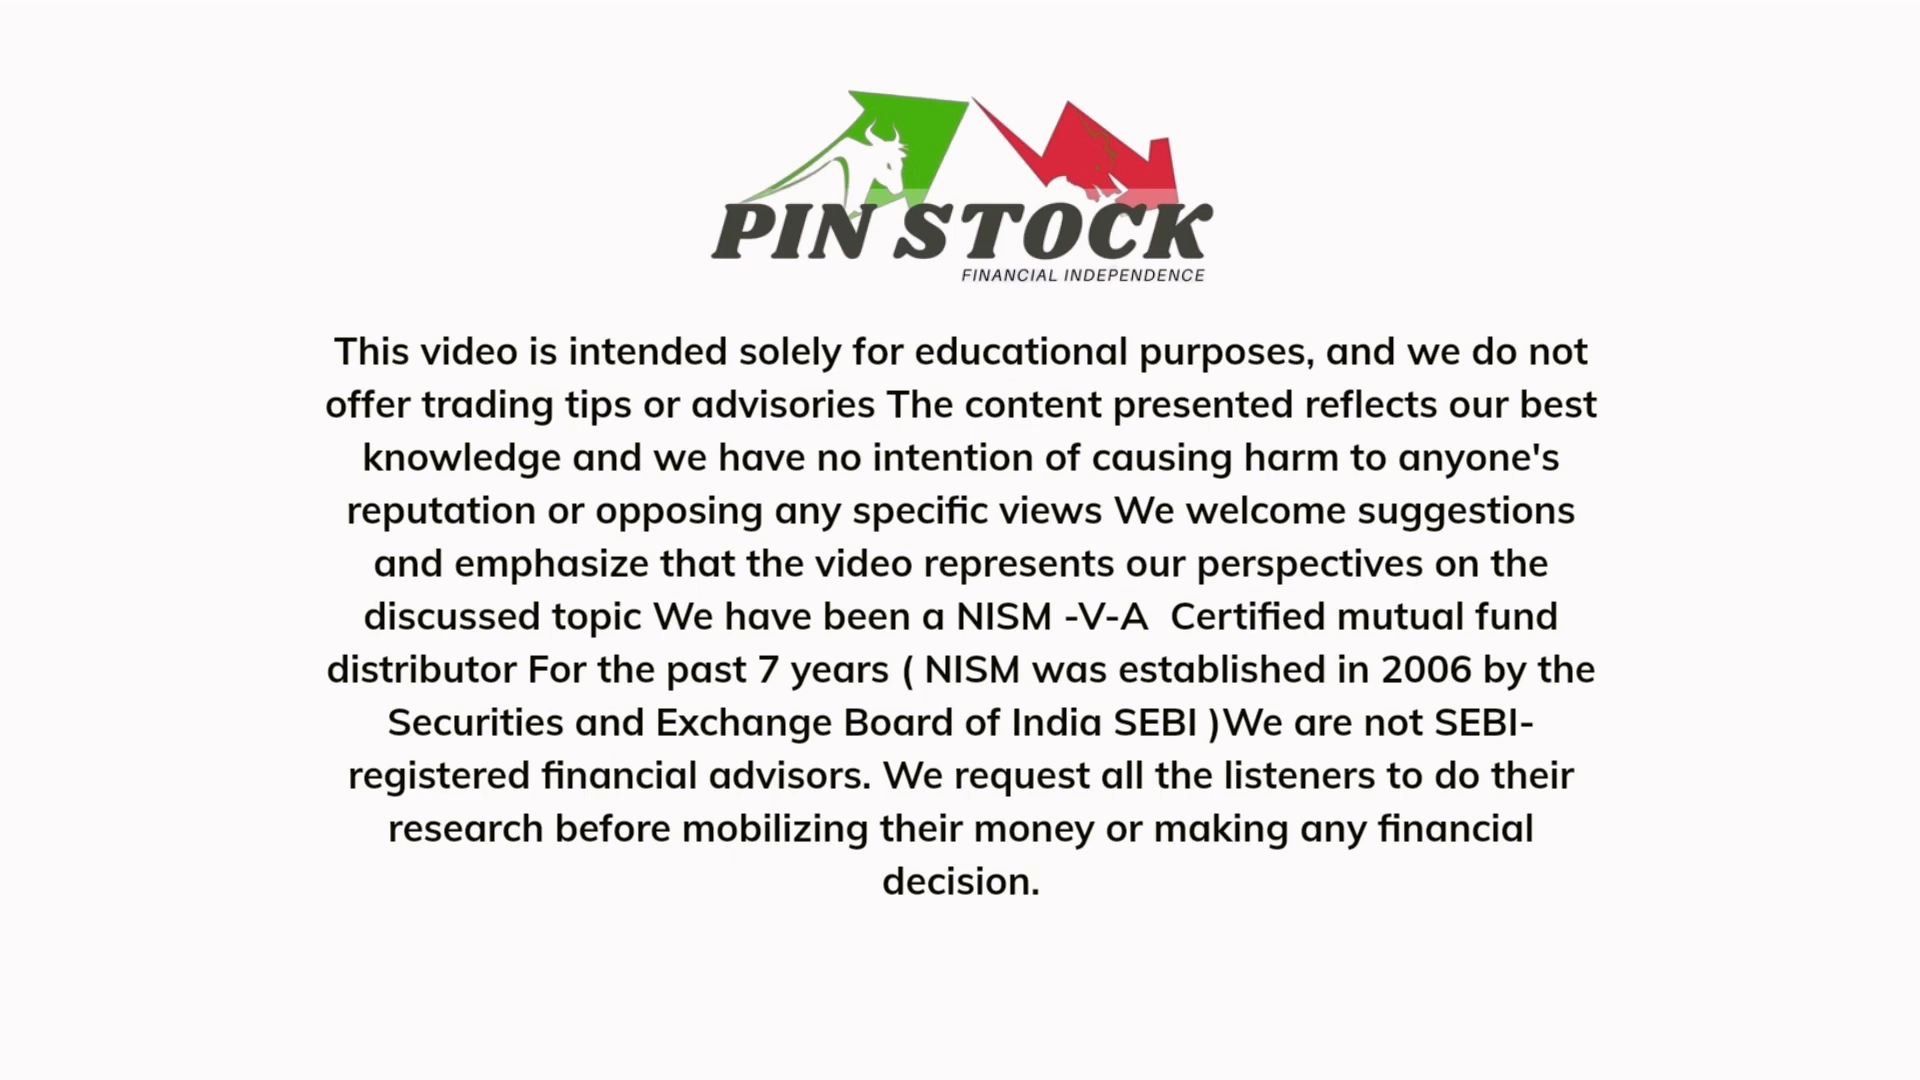 PIN STOCK
FINANCIAL INDEPENDENCE
This video is intended solely for educational purposes, and we do not
offer trading tips or advisories The content presented reflects our best
knowledge and we have no intention of causing harm to anyone's
reputation or opposing any specific views We welcome suggestions
and emphasize that the video represents our perspectives on the
discussed topic We have been a NISM -V-A  Certified mutual fund
distributor For the past 7 years ( NISM was established in 2006 by the
Securities and Exchange Board of India SEBI )We are not SEBI-
registered financial advisors. We request all the listeners to do their
research before mobilizing their money or making any financial
decision.